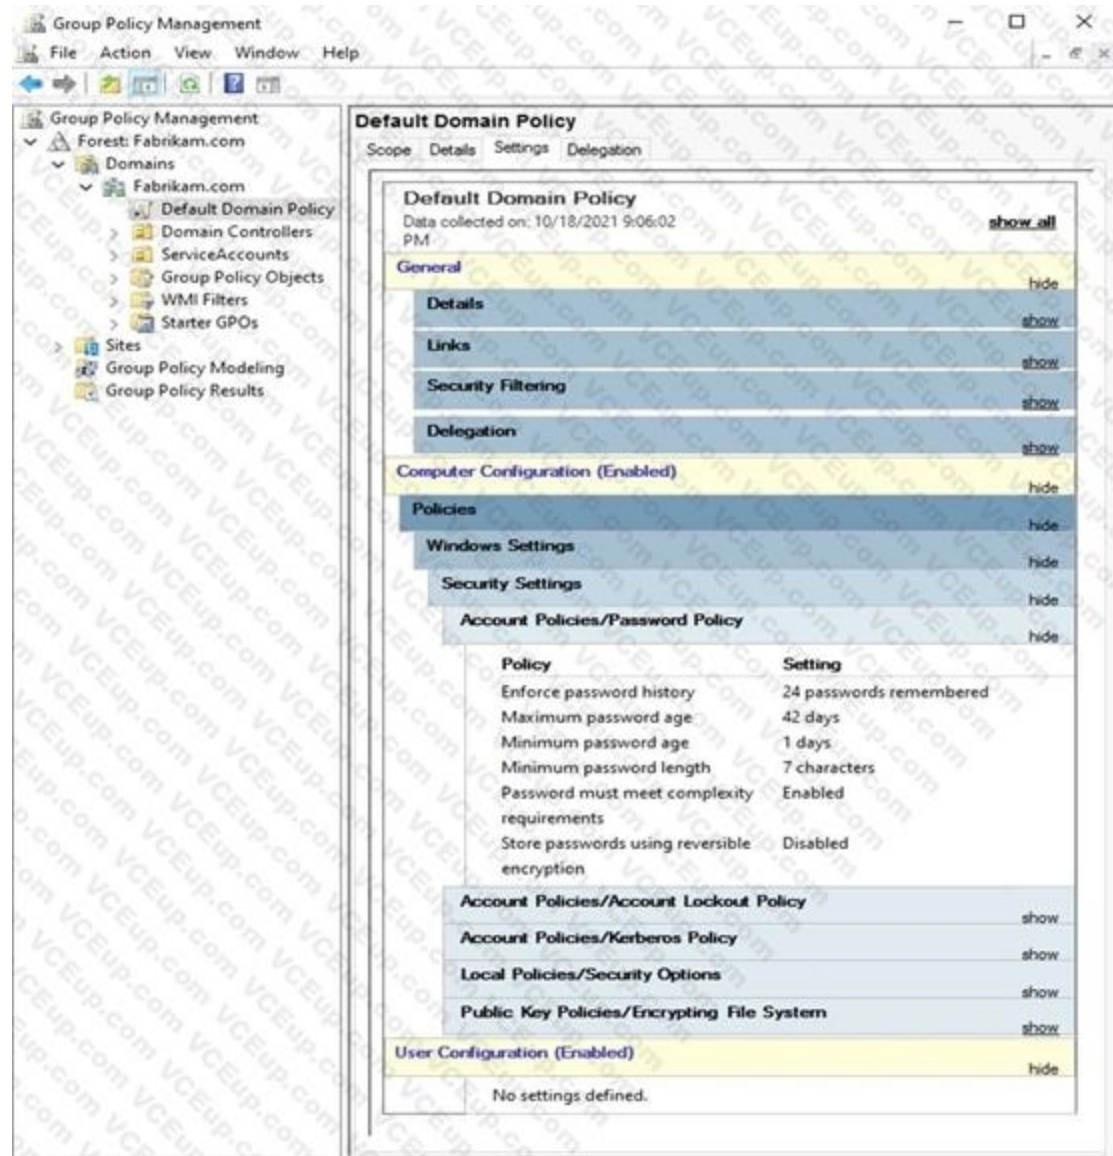 Group Policy Management
File Action View Window Help
Group Policy Management
Forest: Fabrikam.com
Domains
Fabrikam.com
Default Domain Policy
Domain Controllers
ServiceAccounts
Group Policy Objects
WMI Filters
Starter GPOs
Sites
Group Policy Modeling
Group Policy Results
Default Domain Policy
Scope Details Settings Delegation
Default Domain Policy
Data collected on: 10/18/2021 9:06:02
PM
show all
General
hide
Details
show
Links
show
Security Filtering
show
Delegation
show
Computer Configuration (Enabled)
hide
Policies
hide
Windows Settings
hide
Security Settings
hide
Account Policies/Password Policy
hide
Policy Setting
Enforce password history 24 passwords remembered
Maximum password age 42 days
Minimum password age 1 days
Minimum password length 7 characters
Password must meet complexity Enabled
requirements
Store passwords using reversible Disabled
encryption
Account Policies/Account Lockout Policy
show
Account Policies/Kerberos Policy
show
Local Policies/Security Options
show
Public Key Policies/Encrypting File System
show
User Configuration (Enabled)
hide
No settings defined.
VCEup.com